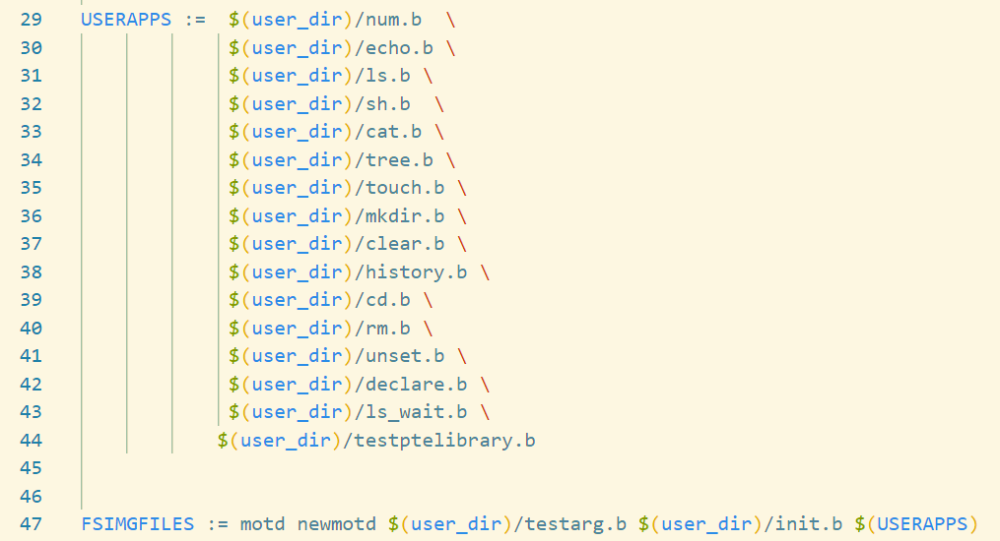 29 USERAPPS :=  $(user_dir)/num.b  \
30 $(user_dir)/echo.b \
31 $(user_dir)/ls.b \
32 $(user_dir)/sh.b  \
33 $(user_dir)/cat.b \
34 $(user_dir)/tree.b \
35 $(user_dir)/touch.b \
36 $(user_dir)/mkdir.b \
37 $(user_dir)/clear.b \
38 $(user_dir)/history.b \
39 $(user_dir)/cd.b \
40 $(user_dir)/rm.b \
41 $(user_dir)/unset.b \
42 $(user_dir)/declare.b \
43 $(user_dir)/ls_wait.b \
44 $(user_dir)/testptelibrary.b
45
46
47 FSIMGFILES := motd newmotd $(user_dir)/testarg.b $(user_dir)/init.b $(USERAPPS)